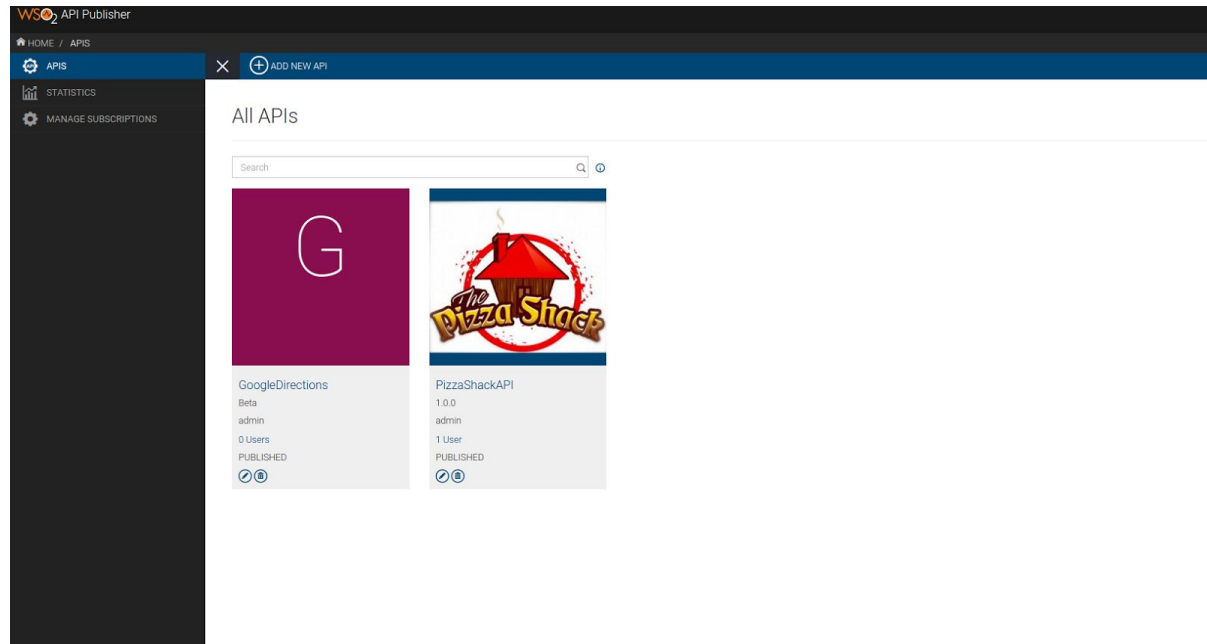 WSO2 API Publisher
HOME / APIS
APIS
ADD NEW API
STATISTICS
MANAGE SUBSCRIPTIONS
All APIs
Search
G
The
Pizza Shack
GoogleDirections
Beta
admin
0 Users
PUBLISHED
PizzaShackAPI
1.0.0
admin
1 User
PUBLISHED